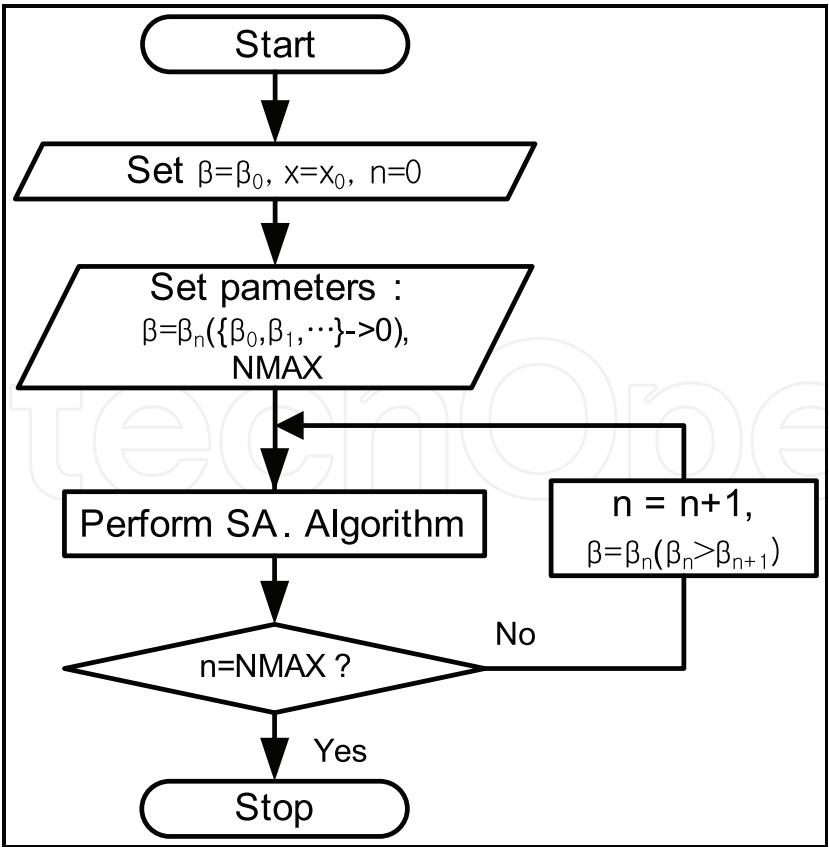 Start
Set β=β₀, x=x₀, n=0
Set pameters :
β=βₙ({β₀,β₁,⋯}->0),
NMAX
Perform SA. Algorithm
n = n+1,
β=βₙ(βₙ>βₙ₊₁)
n=NMAX ?
No
Yes
Stop